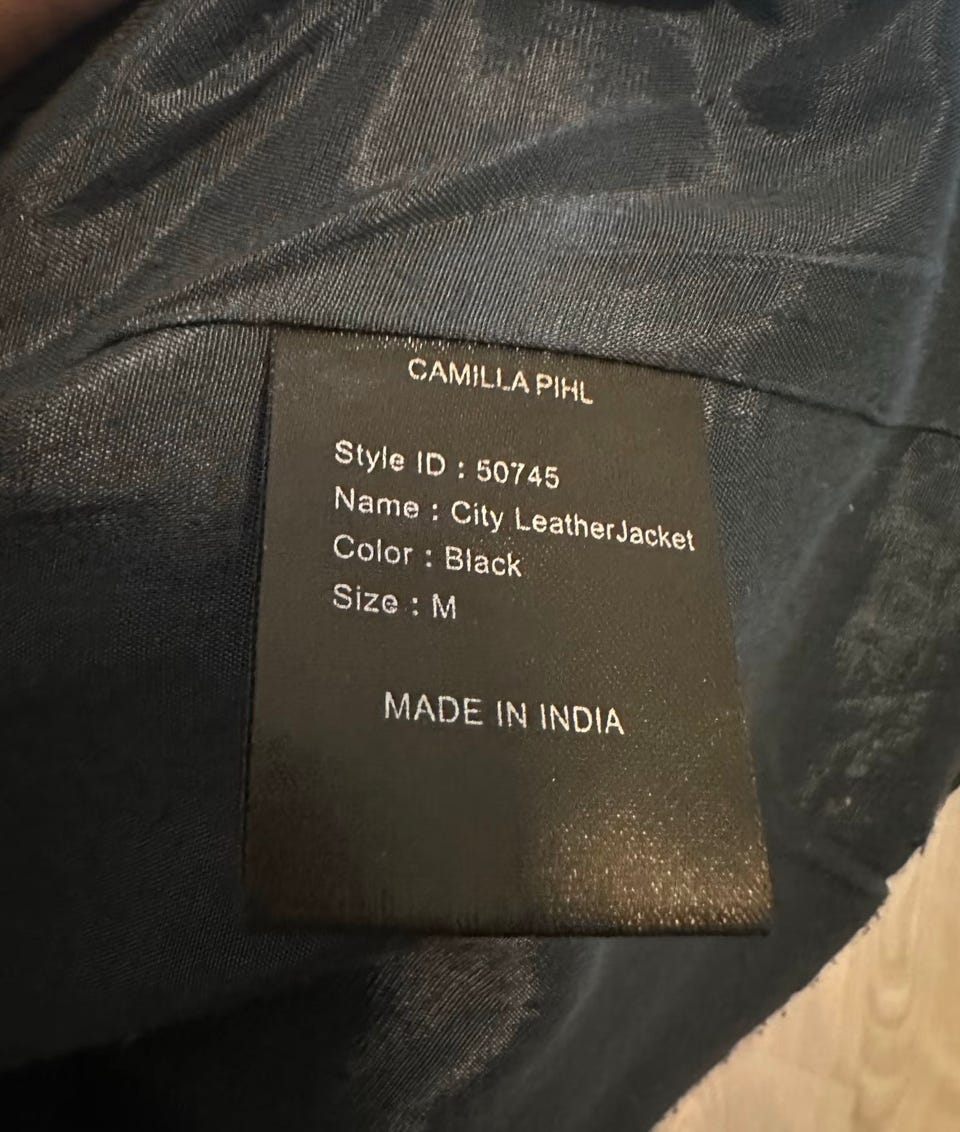 CAMILLA PIHL
Style ID : 50745
Name : City LeatherJacket
Color : Black
Size : M
MADE IN INDIA